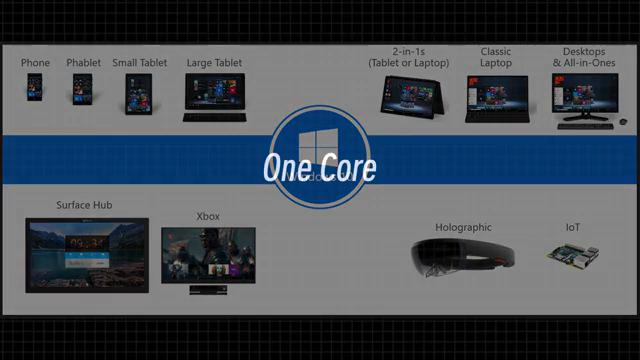 Phone
Phablet
Small Tablet
Large Tablet
2-in-1s
(Tablet or Laptop)
Classic
Laptop
Desktops
& All-in-Ones
One Core
Surface Hub
Xbox
Holographic
IoT